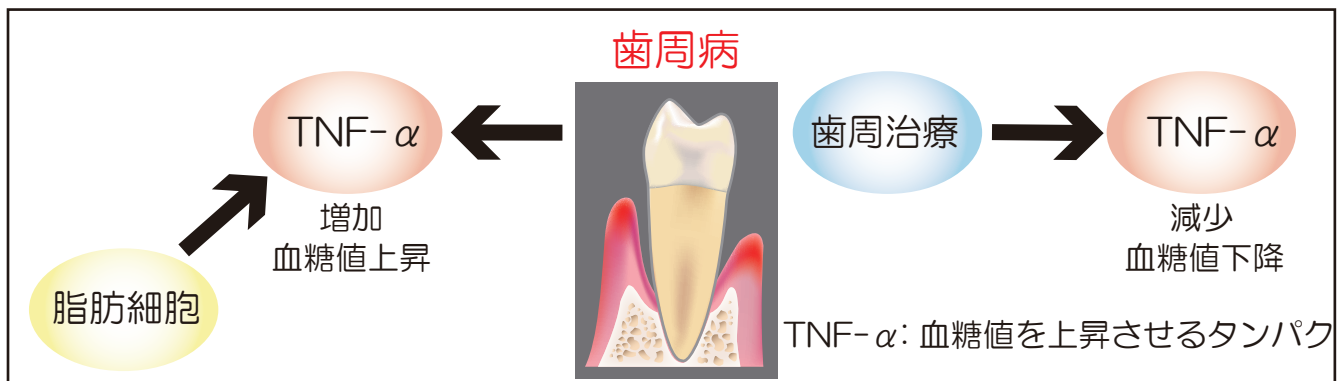 歯周病
TNF-α
増加
血糖値上昇
脂肪細胞
歯周治療
TNF-α
減少
血糖値下降
TNF-α：血糖値を上昇させるタンパク